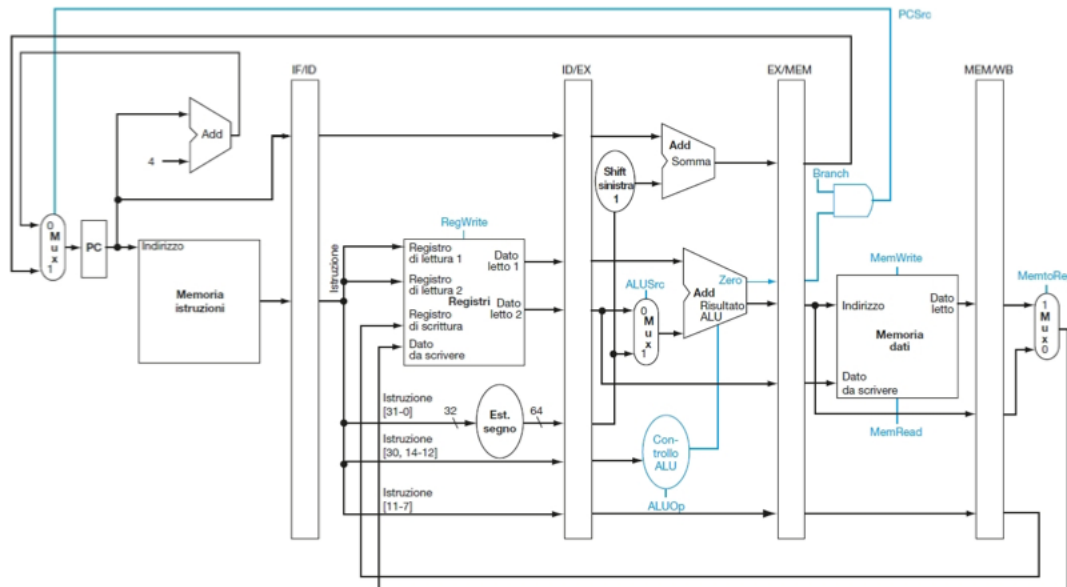 PCSrc
IF/ID
ID/EX
EX/MEM
MEM/WB
Add
4
Add
Somma
Shift
sinistra
1
Branch
0
M
u
x
1
PC
Indirizzo
Memoria
istruzioni
Istruzione
RegWrite
Registro
di lettura 1
Registro
di lettura 2
Registri
Registro
di scrittura
Dato
da scrivere
Dato
letto 1
Dato
letto 2
ALUSrc
0
M
u
x
1
Zero
Add
Risultato
ALU
MemWrite
Indirizzo
Dato
letto
Memoria
dati
Dato
da scrivere
MemRead
MemtoRe
1
M
u
x
0
Istruzione
[31-0]
32
Est.
segno
64
Istruzione
[30, 14-12]
Con-
trollo
ALU
Istruzione
[11-7]
ALUOp